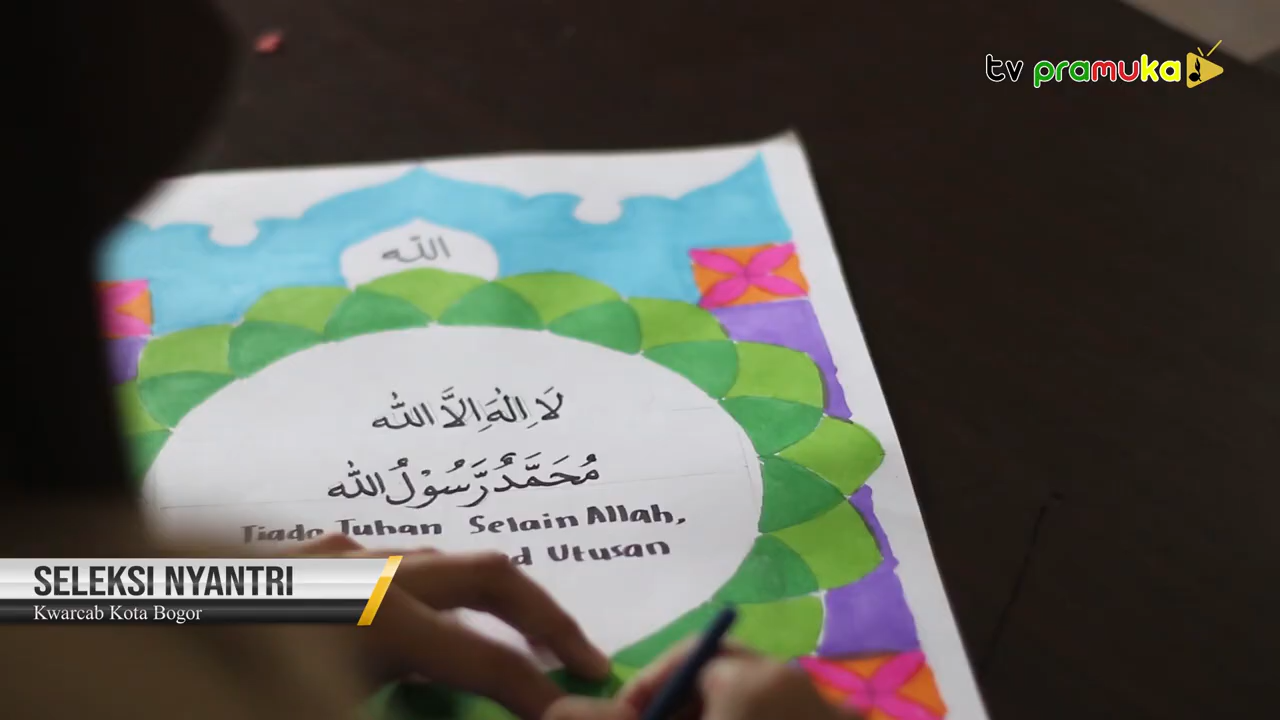 tv pramuka
الله
لَا اِلٰهَ اِلَّا اللّٰه
مُحَمَّدٌ رَّسُوْلُ اللّٰه
Tiada Tuhan Selain Allah,
Utusan
SELEKSI NYANTRI
Kwarcab Kota Bogor